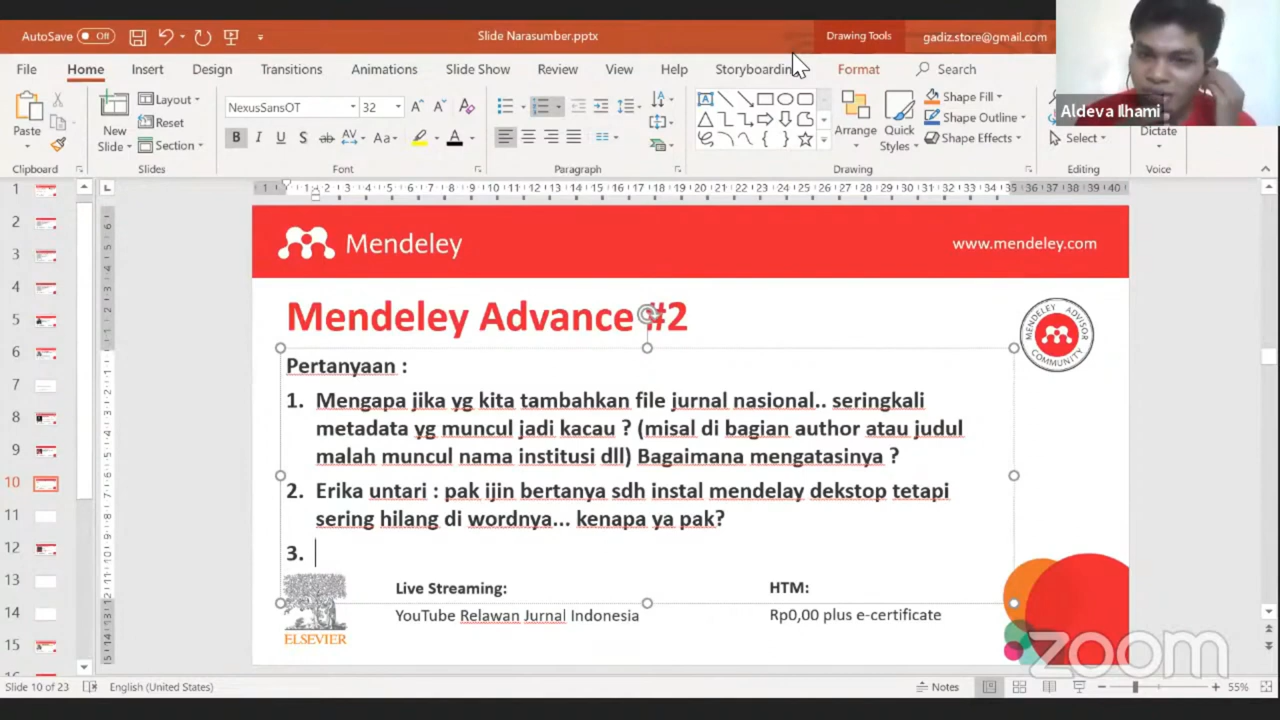 AutoSave Off
Slide Narasumber.pptx
Drawing Tools
gadiz.store@gmail.com
File Home Insert Design Transitions Animations Slide Show Review View Help Storyboarding Format Search
Aldeva Ilhami
Paste
New Slide
Layout
Reset
Section
NexusSansOT 32
Arrange
Quick Styles
Shape Fill
Shape Outline
Shape Effects
Select
Dictate
Clipboard Slides Font Paragraph Drawing Editing Voice
Mendeley
www.mendeley.com
Mendeley Advance #2
MENDELEY ADVISOR COMMUNITY
Pertanyaan :
1. Mengapa jika yg kita tambahkan file jurnal nasional.. seringkali
metadata yg muncul jadi kacau ? (misal di bagian author atau judul
malah muncul nama institusi dll) Bagaimana mengatasinya ?
2. Erika untari : pak ijin bertanya sdh instal mendelay dekstop tetapi
sering hilang di wordnya... kenapa ya pak?
3.
Live Streaming:
HTM:
YouTube Relawan Jurnal Indonesia
Rp0,00 plus e-certificate
ELSEVIER
zoom
Slide 10 of 23 English (United States) Notes 55%